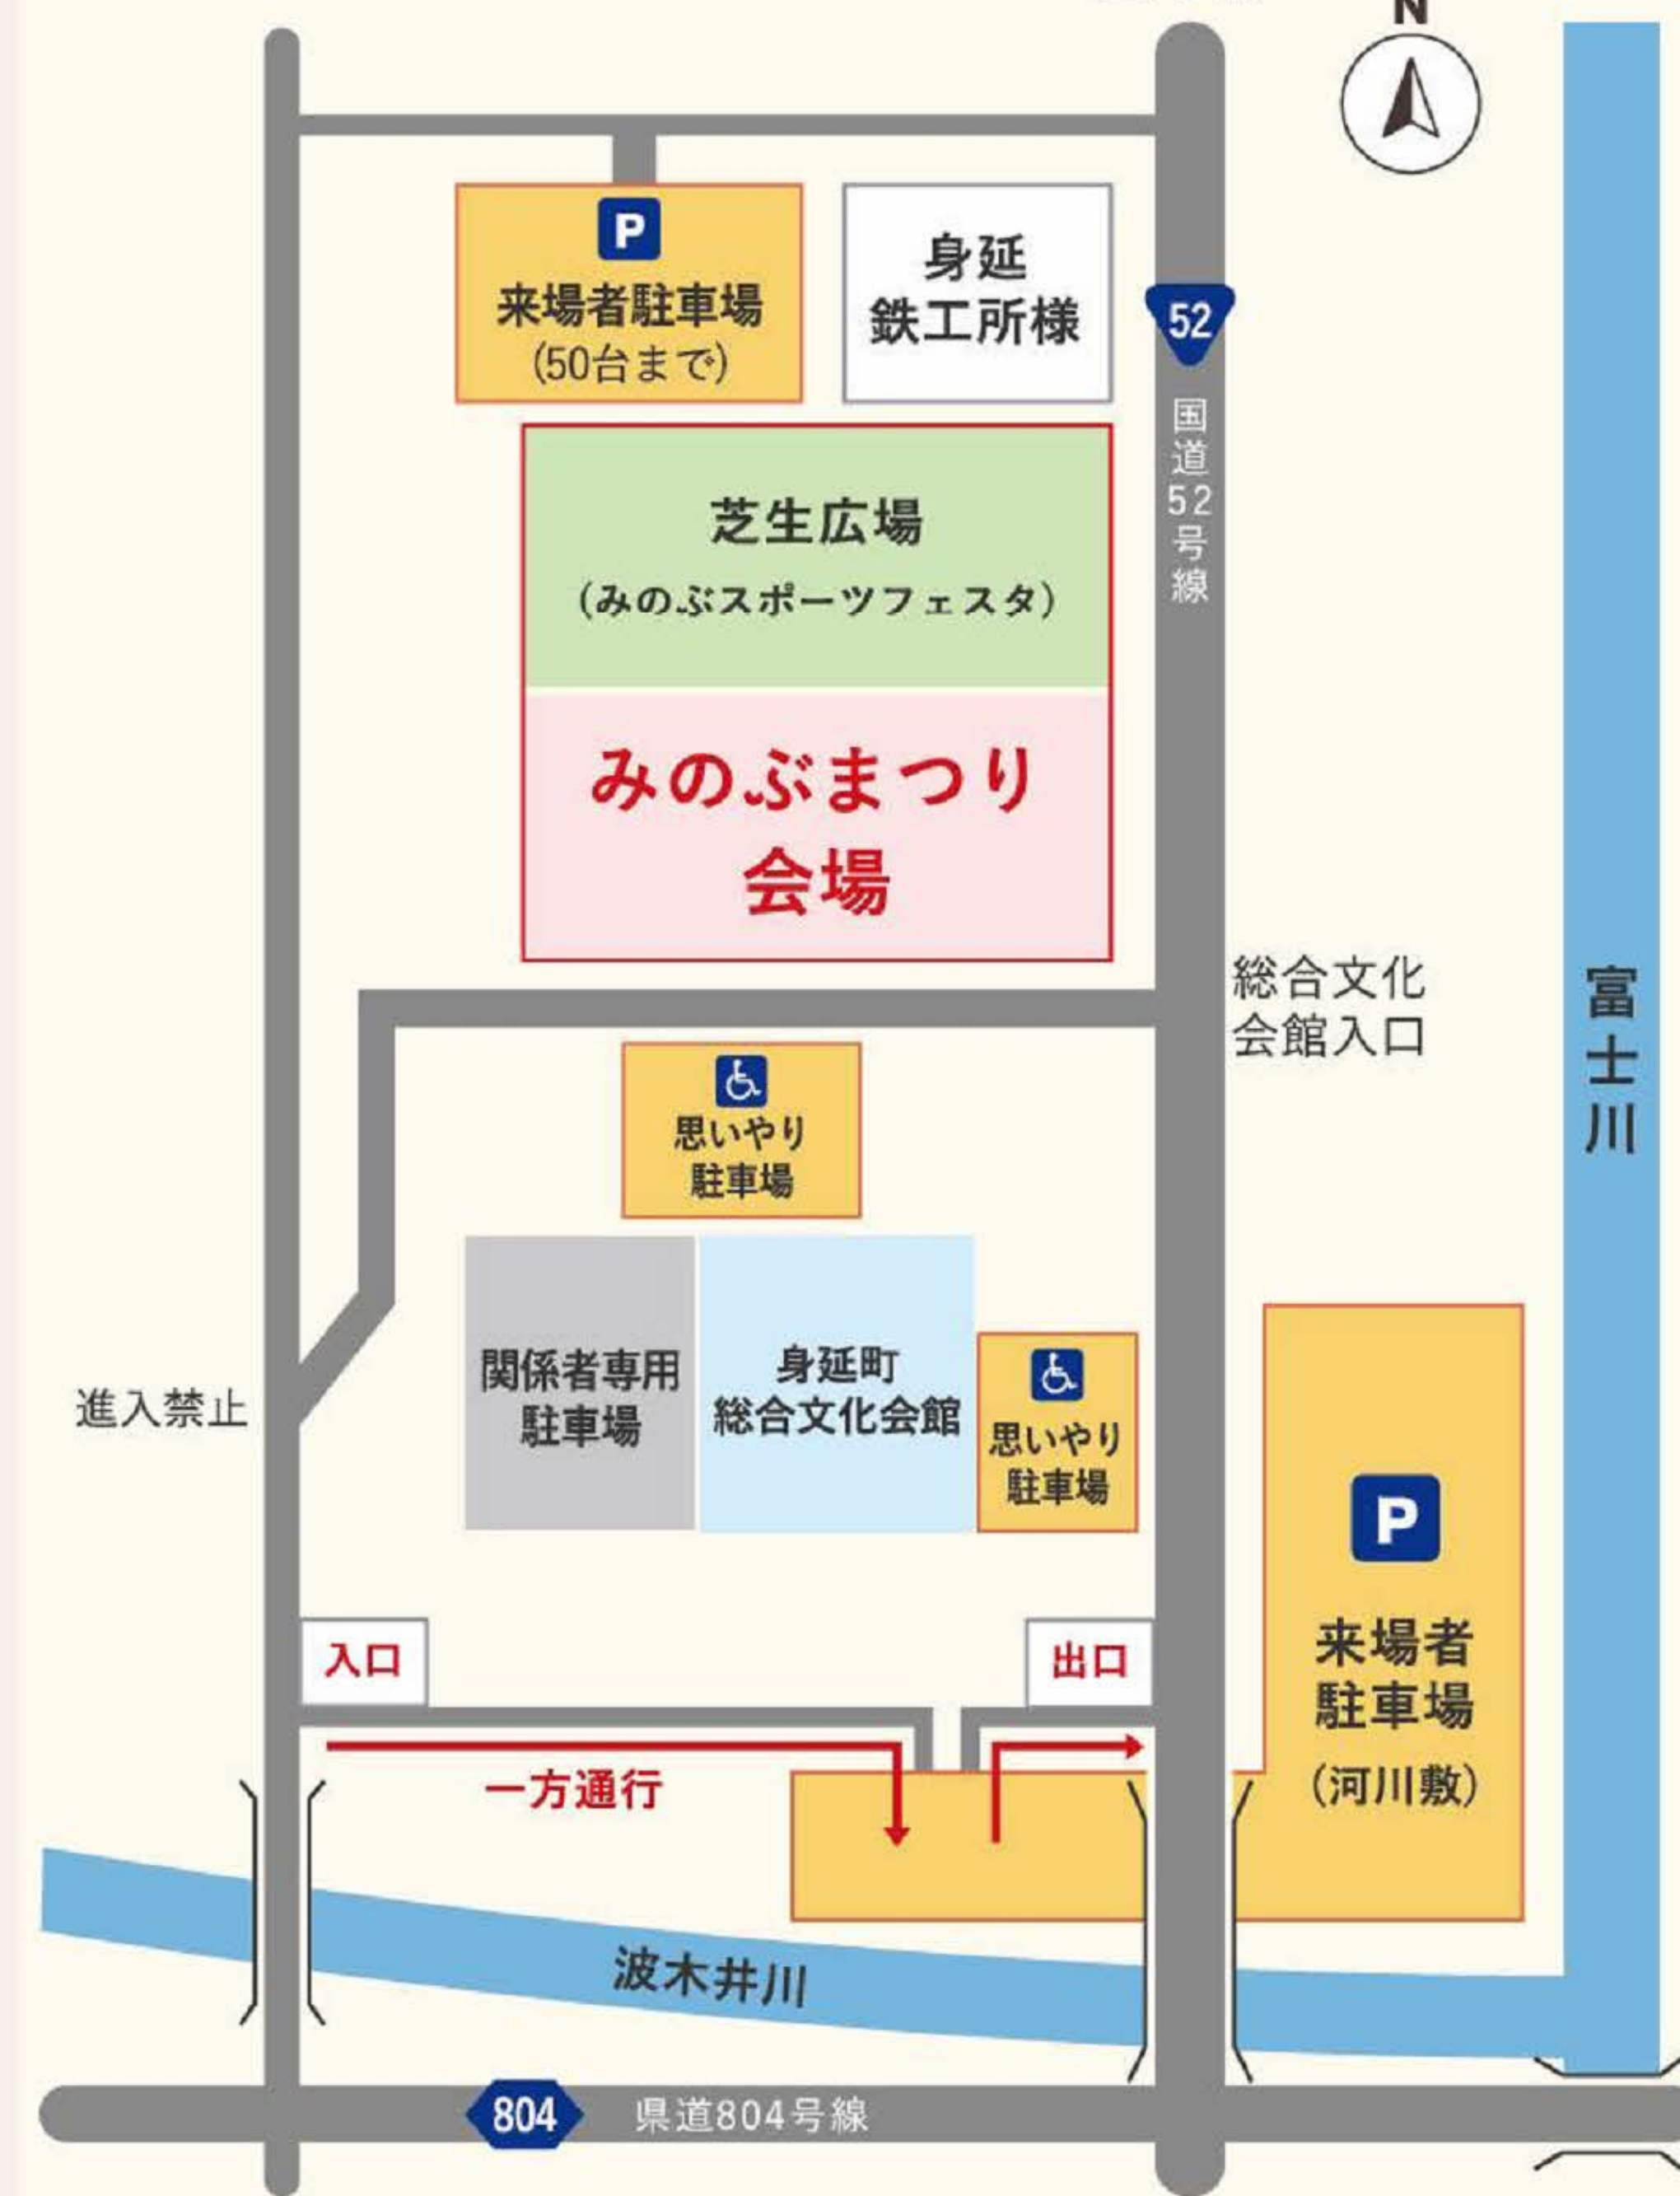 N
P
来場者駐車場
(50台まで)
身延
鉄工所様
52
国道52号線
芝生広場
(みのぶスポーツフェスタ)
みのぶまつり
会場
総合文化
会館入口
富士川
思いやり
駐車場
関係者専用
駐車場
身延町
総合文化会館
思いやり
駐車場
進入禁止
P
来場者
駐車場
(河川敷)
入口
出口
一方通行
波木井川
804
県道804号線